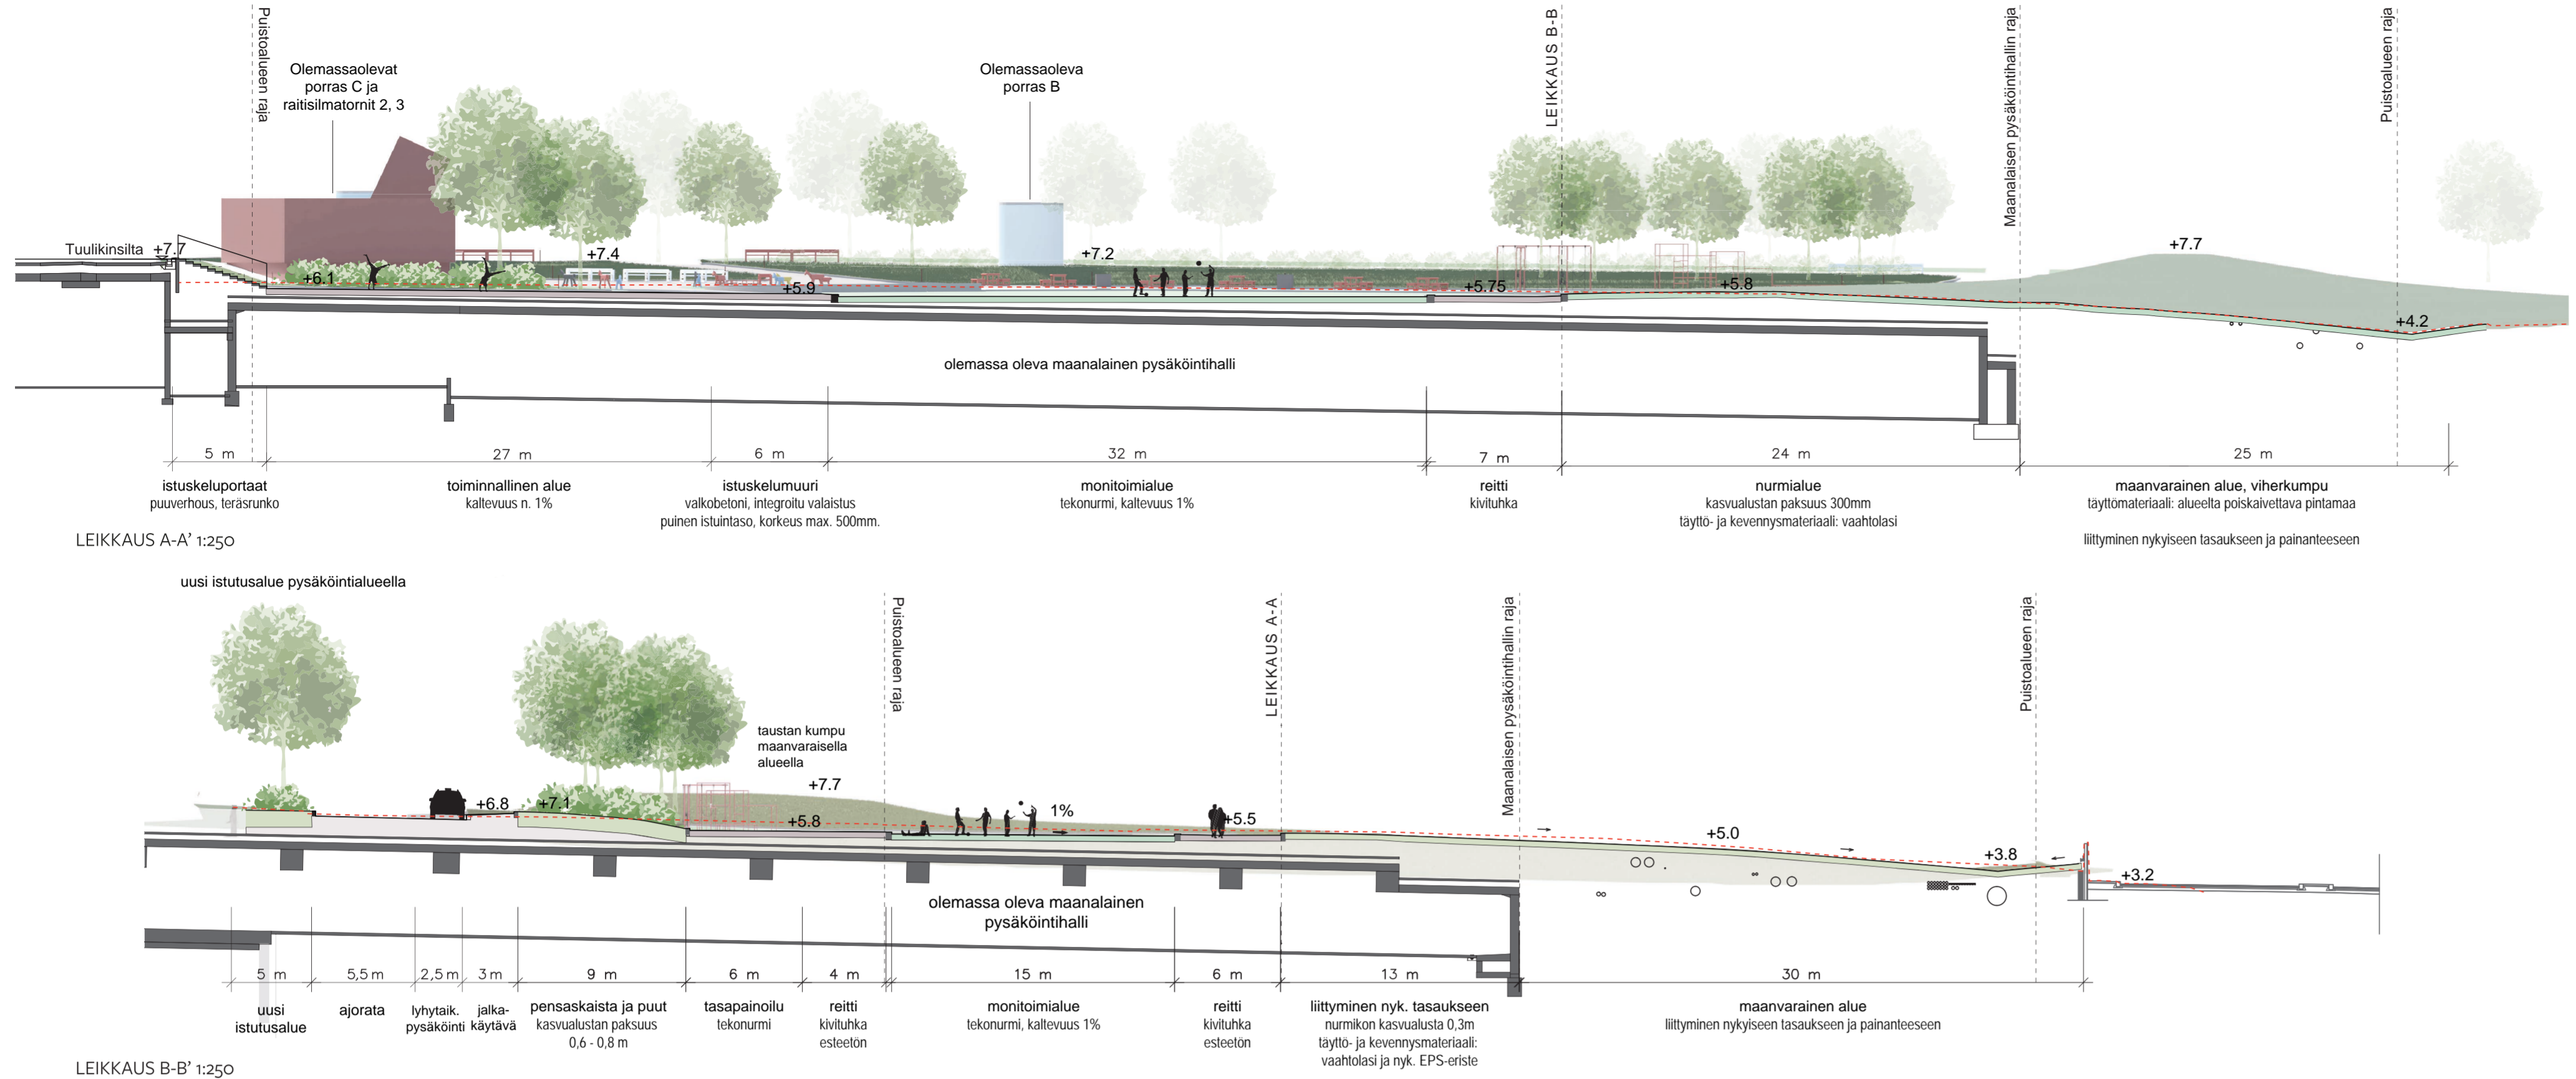 Puistoalueen raja
Olemassaolevat
porras C ja
raitisilmatornit 2, 3
Olemassaoleva
porras B
LEIKKAUS B-B
Maanalaisen pysäköintihallin raja
Puistoalueen raja
Tuulikinsilta
+7.7
+6.1
+7.4
+5.9
+7.2
+5.75
+5.8
+7.7
+4.2
olemassa oleva maanalainen pysäköintihalli
5 m
27 m
6 m
32 m
7 m
24 m
25 m
istuskeluportaat
puuverhous, teräsrunko
toiminnallinen alue
kaltevuus n. 1%
istuskelumuuri
valkobetoni, integroitu valaistus
puinen istuintaso, korkeus max. 500mm.
monitoimialue
tekonurmi, kaltevuus 1%
reitti
kivituhka
nurmialue
kasvualustan paksuus 300mm
täyttö- ja kevennysmateriaali: vaahtolasi
maanvarainen alue, viherkumpu
täyttömateriaali: alueelta poiskaivettava pintamaa
liittyminen nykyiseen tasaukseen ja painanteeseen
LEIKKAUS A-A' 1:250
uusi istutusalue pysäköintialueella
Puistoalueen raja
LEIKKAUS A-A
Maanalaisen pysäköintihallin raja
Puistoalueen raja
taustan kumpu
maanvaraisella
alueella
+7.7
+6.8
+7.1
+5.8
1%
+5.5
+5.0
+3.8
+3.2
olemassa oleva maanalainen
pysäköintihalli
5 m
5,5 m
2,5 m
3 m
9 m
6 m
4 m
15 m
6 m
13 m
30 m
uusi
istutusalue
ajorata
lyhytaik.
pysäköinti
jalka-
käytävä
pensaskaista ja puut
kasvualustan paksuus
0,6 - 0,8 m
tasapainoilu
tekonurmi
reitti
kivituhka
esteetön
monitoimialue
tekonurmi, kaltevuus 1%
reitti
kivituhka
esteetön
liittyminen nyk. tasaukseen
nurmikon kasvualusta 0,3m
täyttö- ja kevennysmateriaali:
vaahtolasi ja nyk. EPS-eriste
maanvarainen alue
liittyminen nykyiseen tasaukseen ja painanteeseen
LEIKKAUS B-B' 1:250